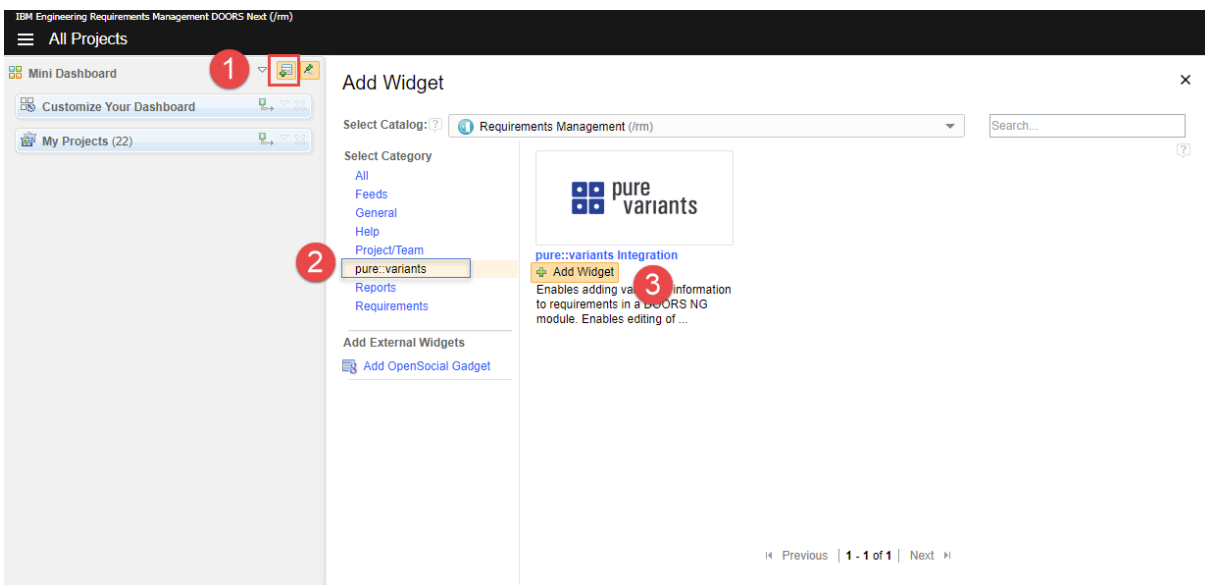 IBM Engineering Requirements Management DOORS Next (/rm)
All Projects
Mini Dashboard
1
Customize Your Dashboard
My Projects (22)
Add Widget
Select Catalog:
?
Requirements Management (/rm)
Search...
?
Select Category
All
Feeds
General
Help
Project/Team
2
pure::variants
Reports
Requirements
Add External Widgets
Add OpenSocial Gadget
pure
variants
pure::variants Integration
Add Widget
3
Enables adding information
to requirements in a DOORS NG
module. Enables editing of ...
Previous | 1 - 1 of 1 | Next